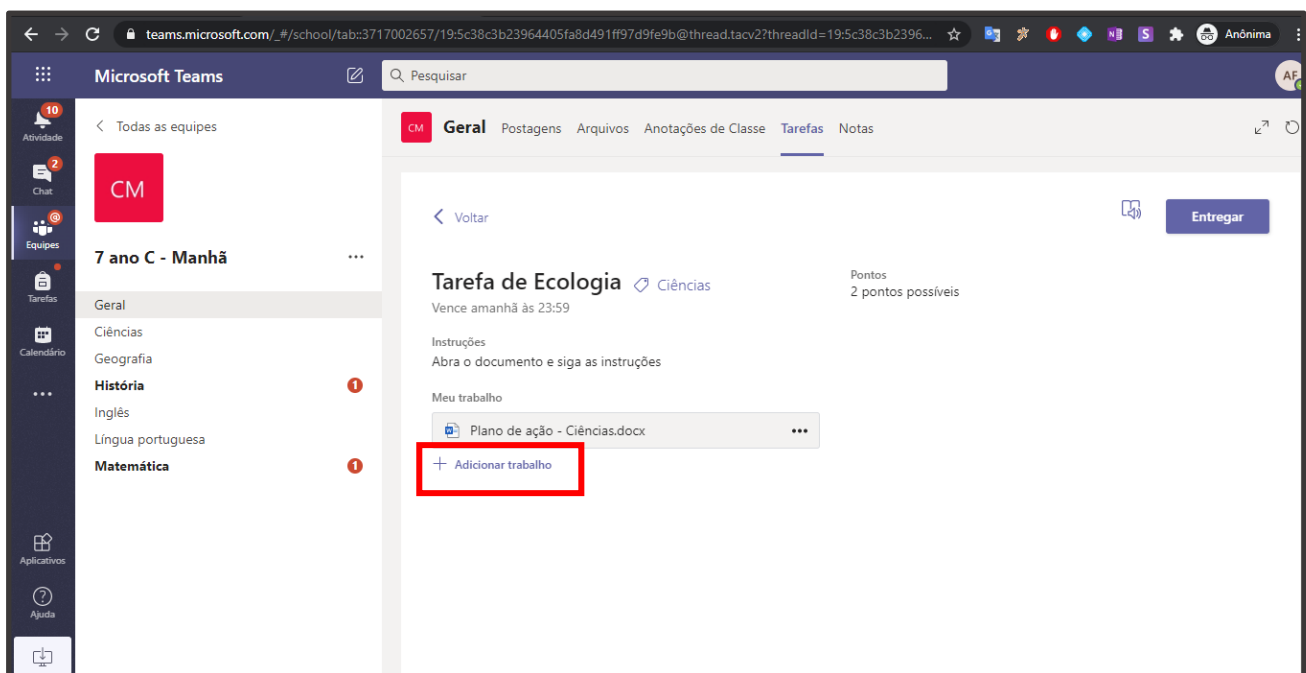 teams.microsoft.com/_#/school/tab::3717002657/19:5c38c3b23964405fa8d491ff97d9fe9b@thread.tacv2?threadId=19:5c38c3b2396...
N
S
Anônima
Microsoft Teams
Pesquisar
AF
10
Atividade
2
Chat
@
Equipes
Tarefas
Calendário
Aplicativos
Ajuda
Todas as equipes
CM
7 ano C - Manhã
Geral
Ciências
Geografia
História 1
Inglês
Língua portuguesa
Matemática 1
CM Geral Postagens Arquivos Anotações de Classe Tarefas Notas
Voltar
Entregar
Tarefa de Ecologia Ciências
Vence amanhã às 23:59
Pontos
2 pontos possíveis
Instruções
Abra o documento e siga as instruções
Meu trabalho
Plano de ação - Ciências.docx
Adicionar trabalho